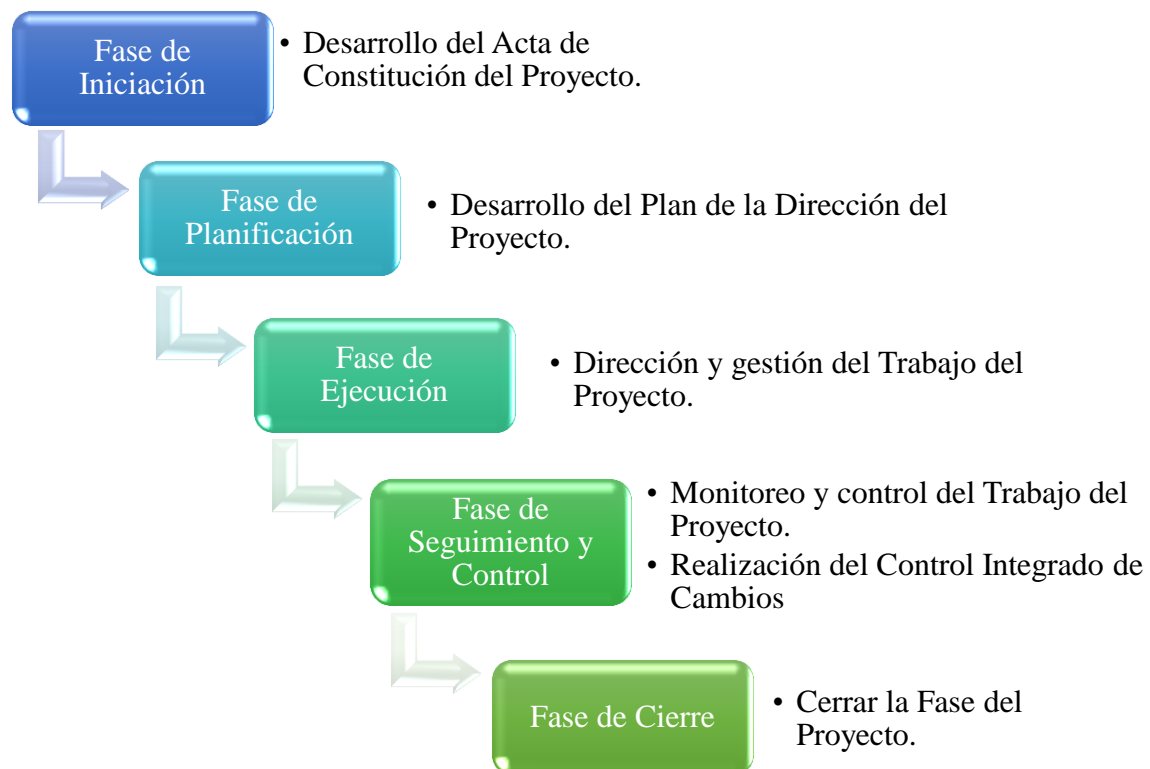 Fase de
Iniciación
• Desarrollo del Acta de
Constitución del Proyecto.
Fase de
Planificación
• Desarrollo del Plan de la Dirección del
Proyecto.
Fase de
Ejecución
• Dirección y gestión del Trabajo del
Proyecto.
Fase de
Seguimiento y
Control
• Monitoreo y control del Trabajo del
Proyecto.
• Realización del Control Integrado de
Cambios
Fase de Cierre
• Cerrar la Fase del
Proyecto.